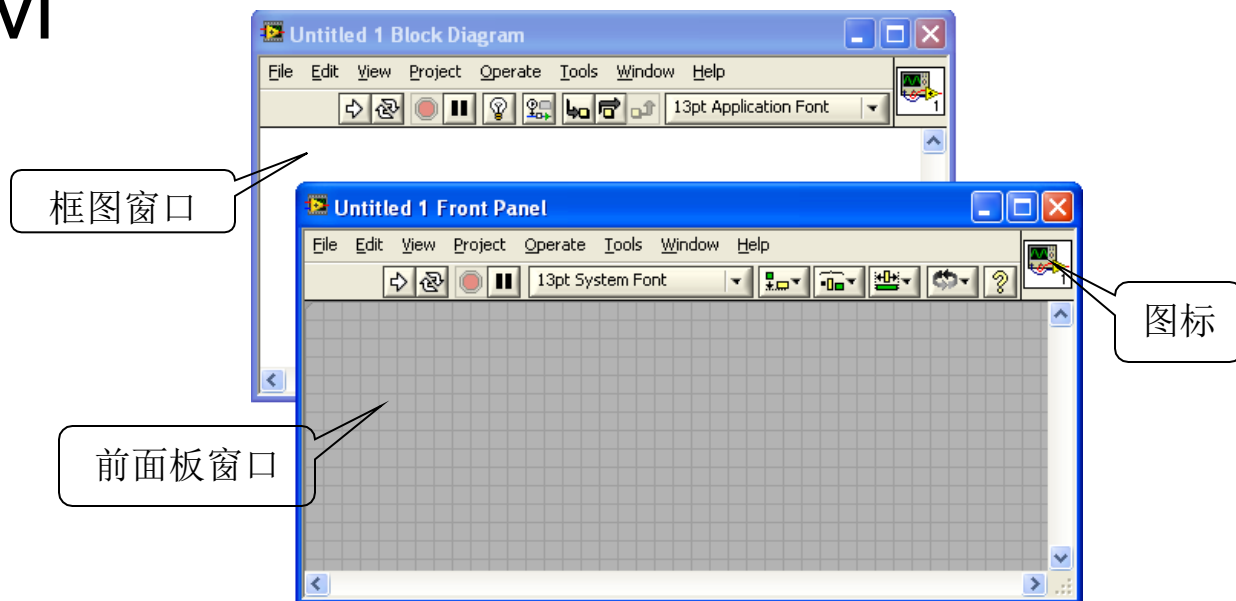 VI
Untitled 1 Block Diagram
File Edit View Project Operate Tools Window Help
13pt Application Font
1
框图窗口
Untitled 1 Front Panel
File Edit View Project Operate Tools Window Help
13pt System Font
?
1
图标
前面板窗口